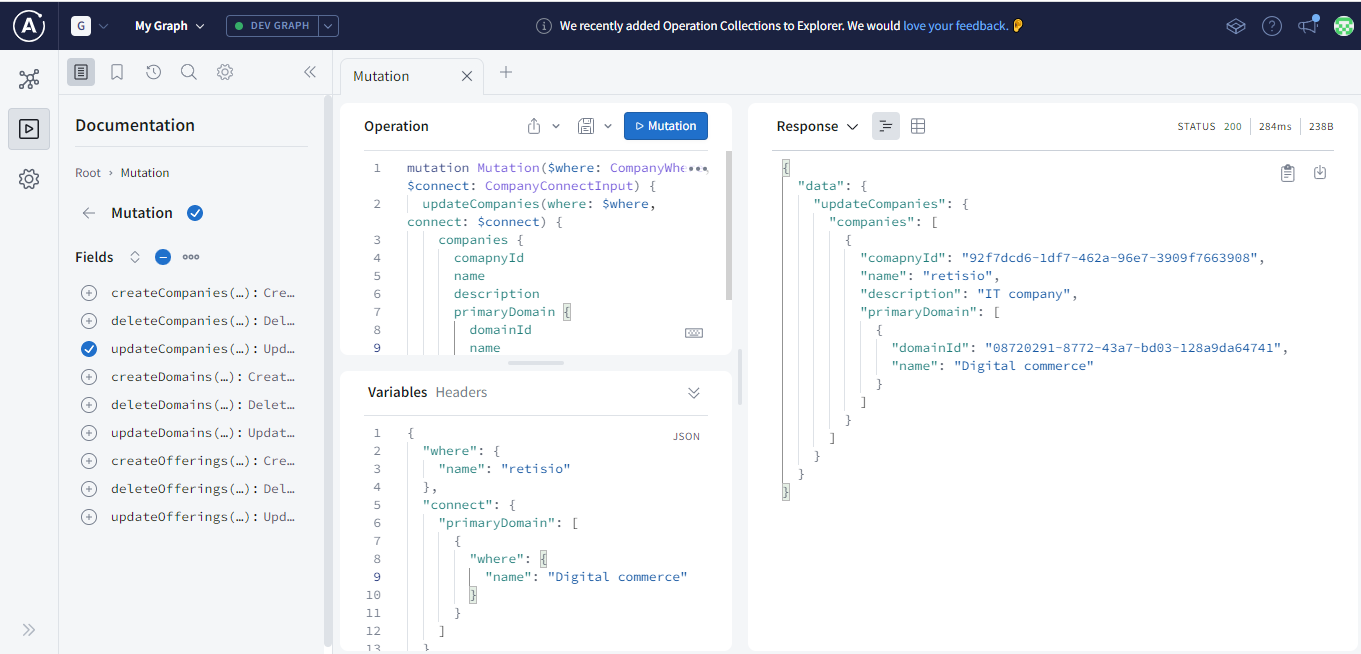 G
My Graph
DEV GRAPH
We recently added Operation Collections to Explorer. We would love your feedback.
Documentation
Root › Mutation
Mutation
Fields
createCompanies(…): Cre…
deleteCompanies(…): Del…
updateCompanies(…): Upd…
createDomains(…): Creat…
deleteDomains(…): Delet…
updateDomains(…): Updat…
createOfferings(…): Cre…
deleteOfferings(…): Del…
updateOfferings(…): Upd…
Mutation
Operation
Mutation
1 mutation Mutation($where: CompanyWhe
$connect: CompanyConnectInput) {
2 updateCompanies(where: $where,
connect: $connect) {
3 companies {
4 comapnyId
5 name
6 description
7 primaryDomain {
8 domainId
9 name
Variables Headers
JSON
1 {
2 "where": {
3 "name": "retisio"
4 },
5 "connect": {
6 "primaryDomain": [
7 {
8 "where": {
9 "name": "Digital commerce"
10 }
11 }
12 ]
13 }
Response
STATUS 200 284ms 238B
{
"data": {
"updateCompanies": {
"companies": [
{
"comapnyId": "92f7dcd6-1df7-462a-96e7-3909f7663908",
"name": "retisio",
"description": "IT company",
"primaryDomain": [
{
"domainId": "08720291-8772-43a7-bd03-128a9da64741",
"name": "Digital commerce"
}
]
}
]
}
}
}